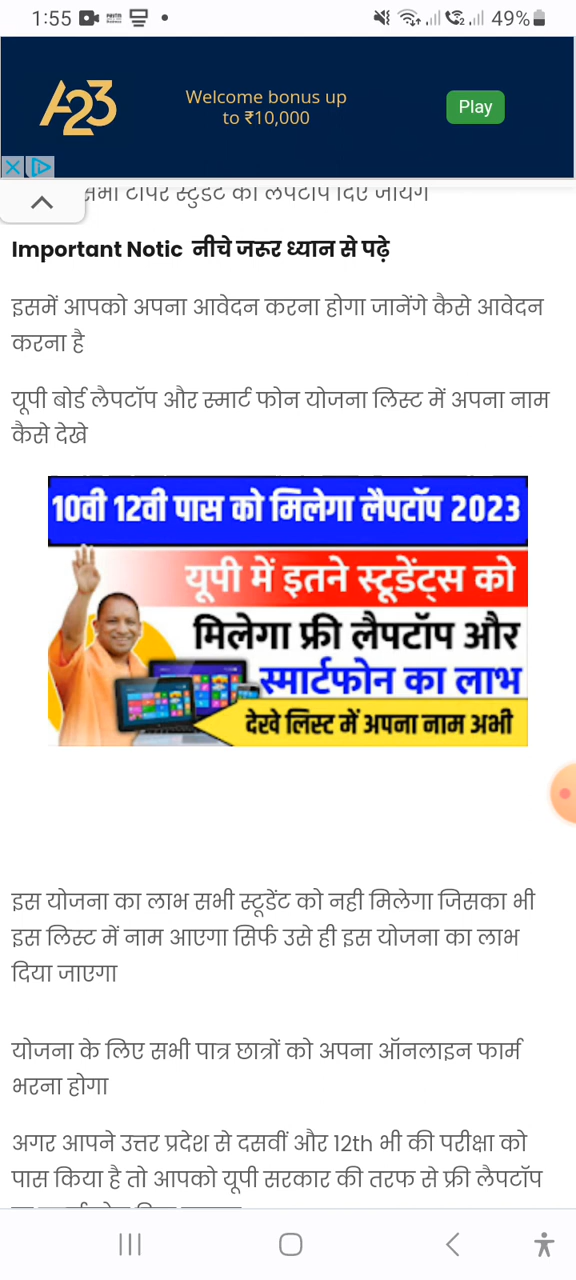 1:55
49%
A23
Welcome bonus up
to ₹10,000
Play
सभी टॉपर स्टूडेंट को लैपटॉप दिए जायेंगे
Important Notic नीचे जरूर ध्यान से पढ़े
इसमें आपको अपना आवेदन करना होगा जानेंगे कैसे आवेदन
करना है
यूपी बोर्ड लैपटॉप और स्मार्ट फोन योजना लिस्ट में अपना नाम
कैसे देखे
10वी 12वी पास को मिलेगा लैपटॉप 2023
यूपी में इतने स्टूडेंट्स को
मिलेगा फ्री लैपटॉप और
स्मार्टफोन का लाभ
देखे लिस्ट में अपना नाम अभी
इस योजना का लाभ सभी स्टूडेंट को नही मिलेगा जिसका भी
इस लिस्ट में नाम आएगा सिर्फ उसे ही इस योजना का लाभ
दिया जाएगा
योजना के लिए सभी पात्र छात्रों को अपना ऑनलाइन फार्म
भरना होगा
अगर आपने उत्तर प्रदेश से दसवीं और 12th भी की परीक्षा को
पास किया है तो आपको यूपी सरकार की तरफ से फ्री लैपटॉप